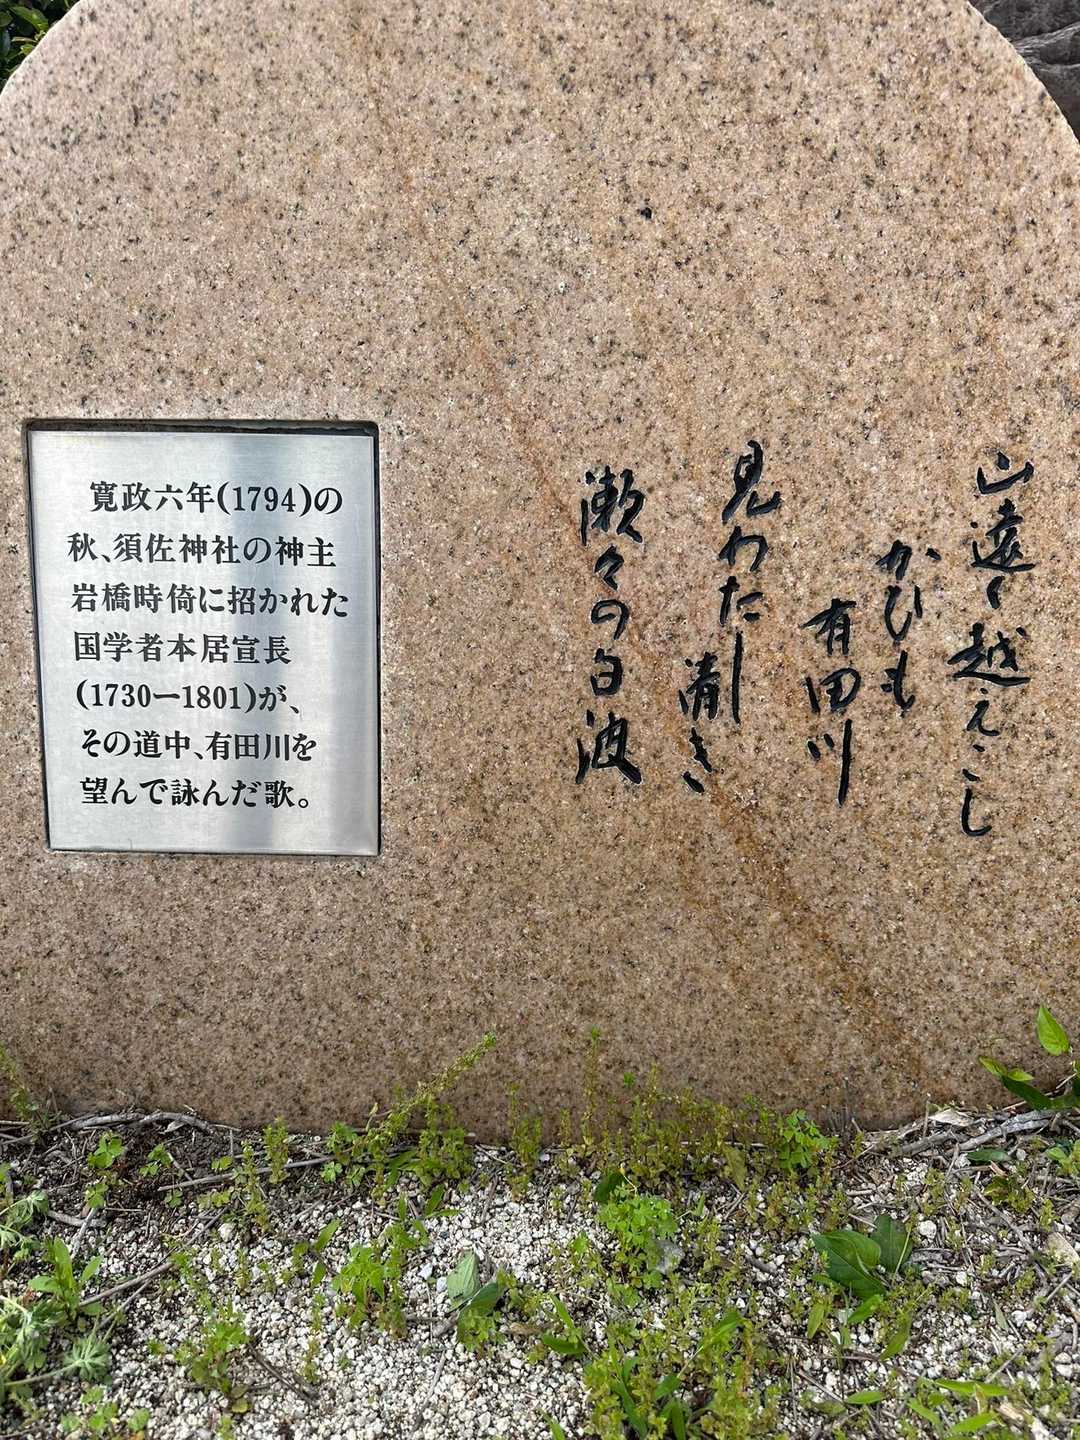 山遠く越えこし
かひも
有田川
見わたし
清き
瀬々の白波
寛政六年(1794)の
秋、須佐神社の神主
岩橋時倚に招かれた
国学者本居宣長
(1730ー1801)が、
その道中、有田川を
望んで詠んだ歌。